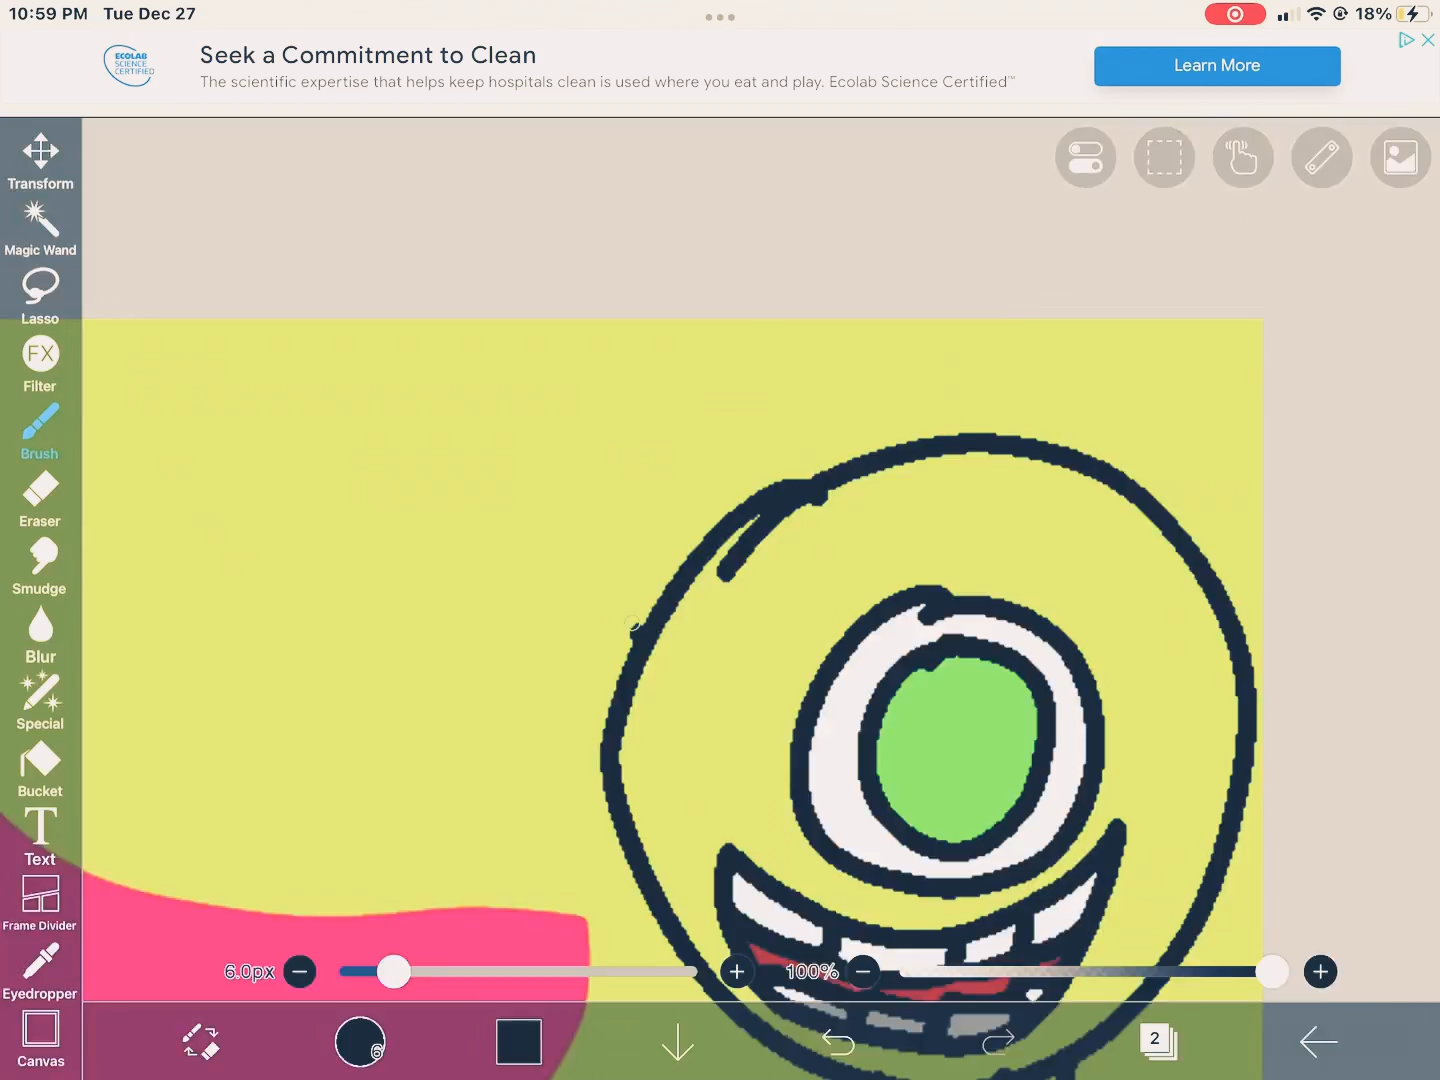 10:59 PM Tue Dec 27
18%
ECOLAB
SCIENCE
CERTIFIED
Seek a Commitment to Clean
The scientific expertise that helps keep hospitals clean is used where you eat and play. Ecolab Science Certified™
Learn More
Transform
Magic Wand
Lasso
FX
Filter
Brush
Eraser
Smudge
Blur
Special
Bucket
T
Text
Frame Divider
Eyedropper
Canvas
6.0px
100%
6
2